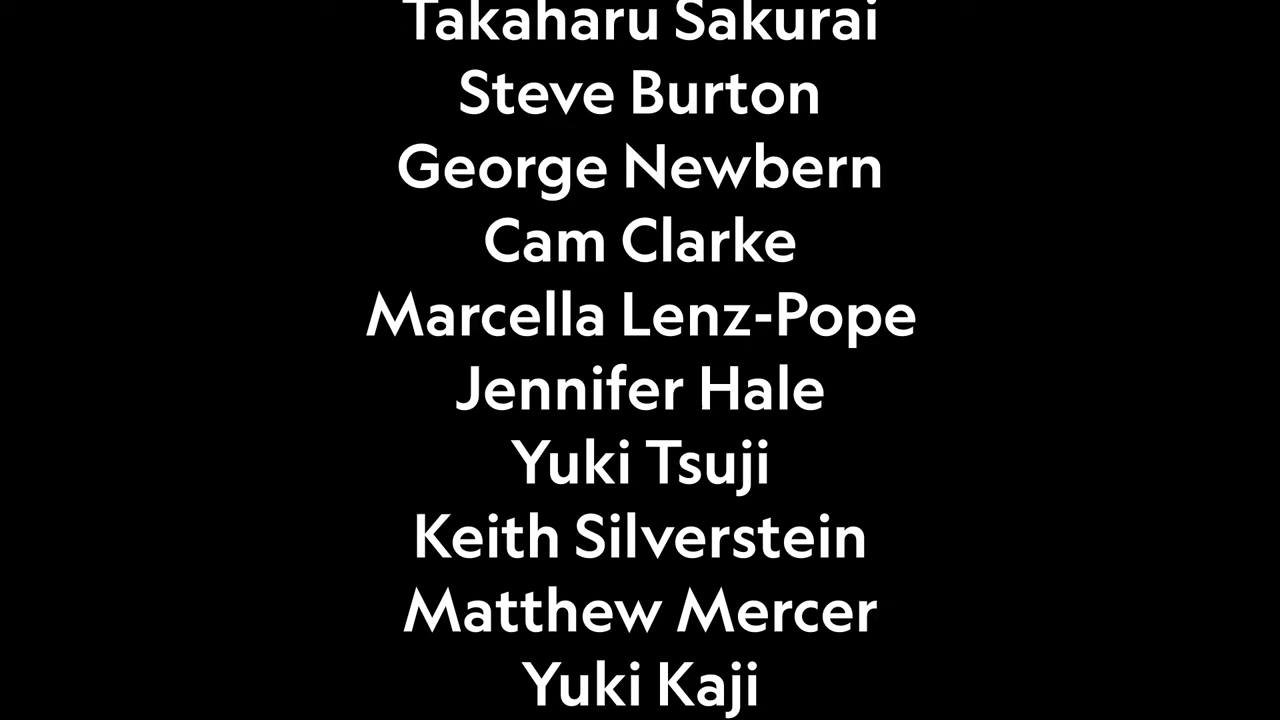 Takaharu Sakurai
Steve Burton
George Newbern
Cam Clarke
Marcella Lenz-Pope
Jennifer Hale
Yuki Tsuji
Keith Silverstein
Matthew Mercer
Yuki Kaji